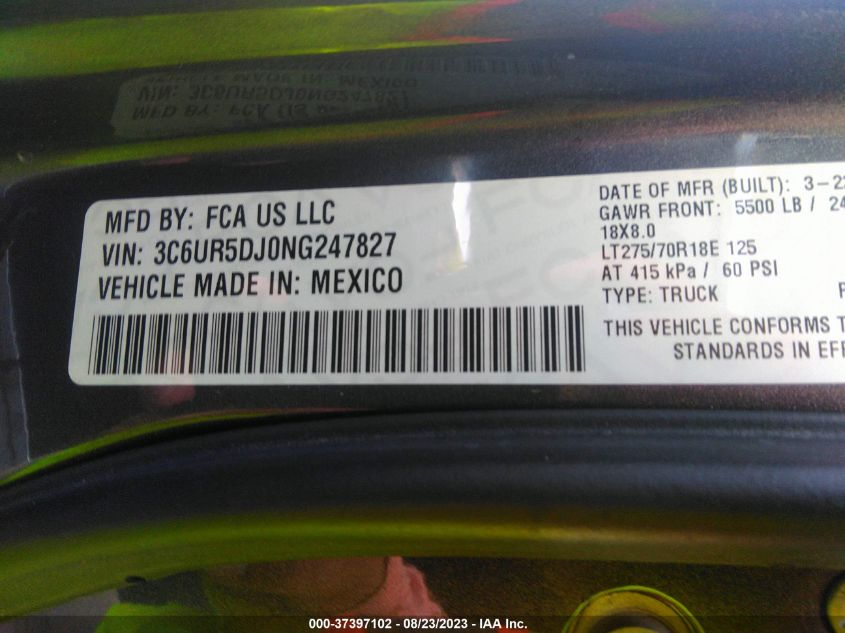 MFD BY: FCA US LLC
VIN: 3C6UR5DJ0NG247827
VEHICLE MADE IN: MEXICO
DATE OF MFR (BUILT): 3-2
GAWR FRONT: 5500 LB / 24
18X8.0
LT275/70R18E 125
AT 415 kPa / 60 PSI
TYPE: TRUCK
THIS VEHICLE CONFORMS T
STANDARDS IN EFF
000-37397102 - 08/23/2023 - IAA Inc.